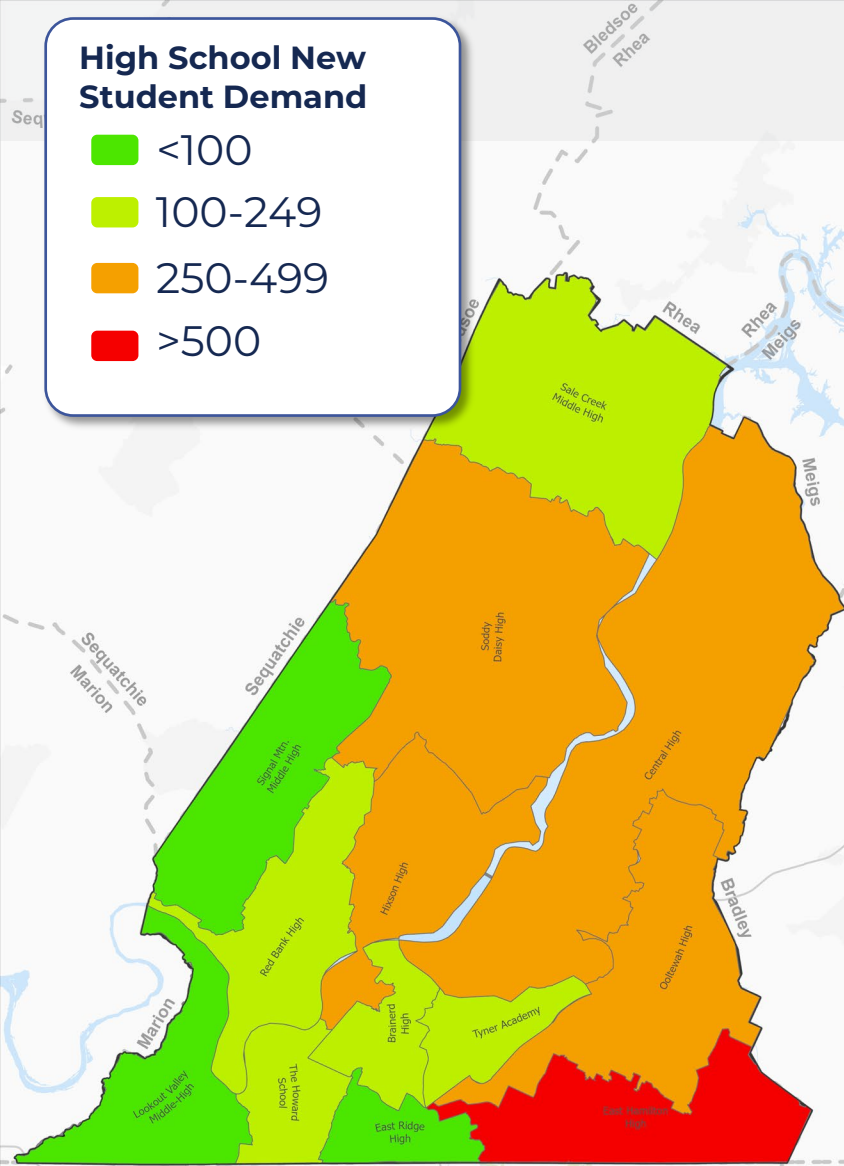 High School New
Student Demand
<100
100-249
250-499
>500
Bledsoe
Rhea
Rhea
Rhea
Meigs
Meigs
Sale Creek
Middle High
Soddy
Daisy High
Sequatchie
Sequatchie
Marion
Signal Mtn.
Middle High
Central High
Hixson High
Red Bank High
Bradley
Ooltewah High
Brainerd
High
Tyner Academy
Marion
The Howard
School
Lookout Valley
Middle-High
East Ridge
High
East Hamilton
High